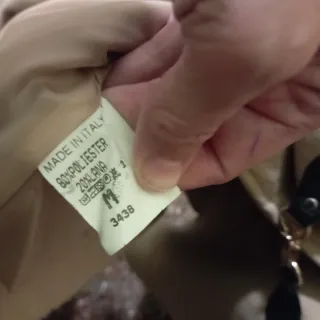 MADE IN ITALY
80%POLIESTER
20%LANA
M
3438